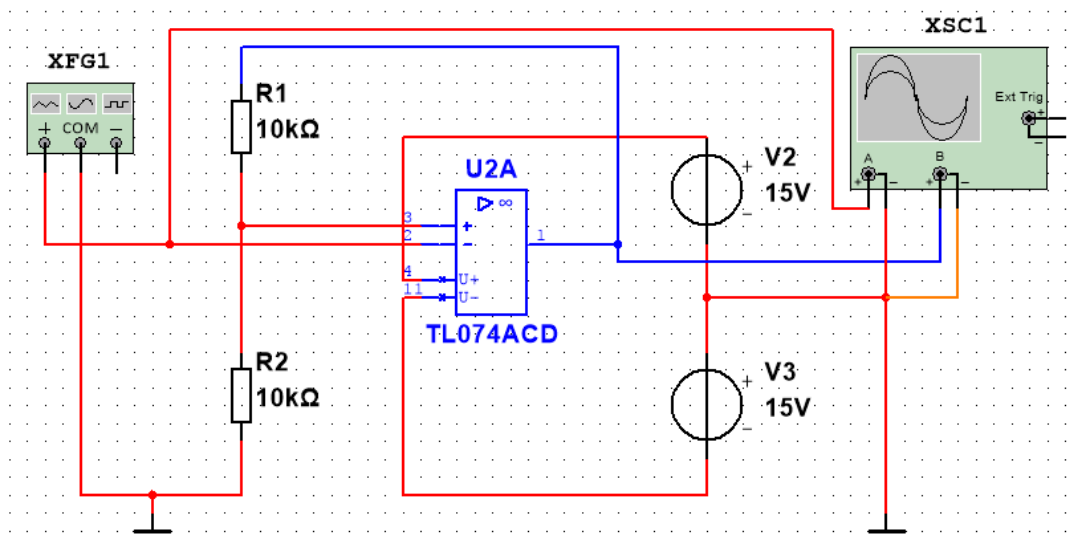 XSC1
XFG1
+ COM −
R1
10kΩ
Ext Trig
+
−
A
B
+ − + −
V2
15V
+
−
U2A
▷ ∞
3
+
2
−
1
4
U+
11
U-
TL074ACD
R2
10kΩ
V3
15V
+
−